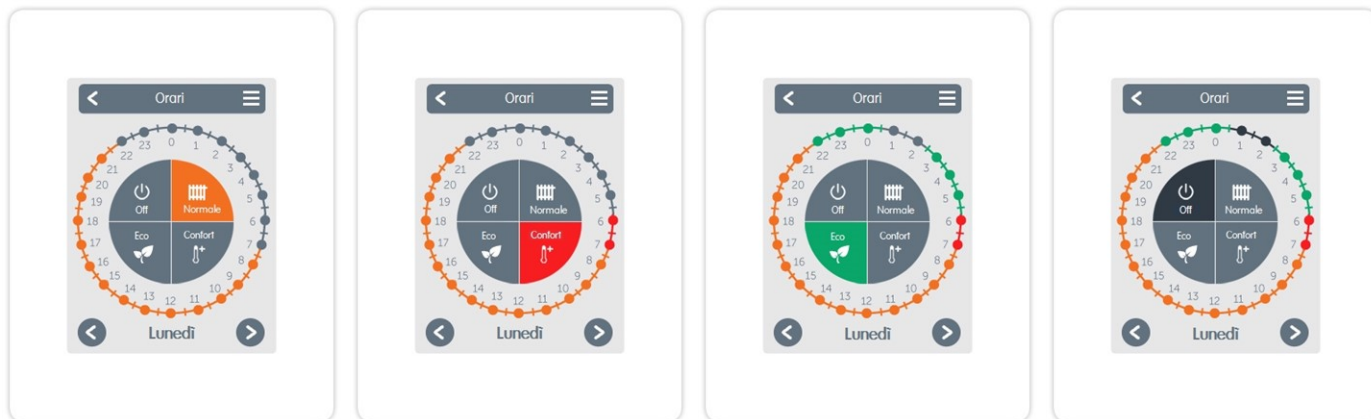 Orari
23 0 1
22 2
21 3
20 4
19 5
18 6
17 7
16 8
15 9
14 10
13 12 11
Off
Normale
Eco
Confort
Lunedì
Orari
23 0 1
22 2
21 3
20 4
19 5
18 6
17 7
16 8
15 9
14 10
13 12 11
Off
Normale
Eco
Confort
Lunedì
Orari
23 0 1
22 2
21 3
20 4
19 5
18 6
17 7
16 8
15 9
14 10
13 12 11
Off
Normale
Eco
Confort
Lunedì
Orari
23 0 1
22 2
21 3
20 4
19 5
18 6
17 7
16 8
15 9
14 10
13 12 11
Off
Normale
Eco
Confort
Lunedì